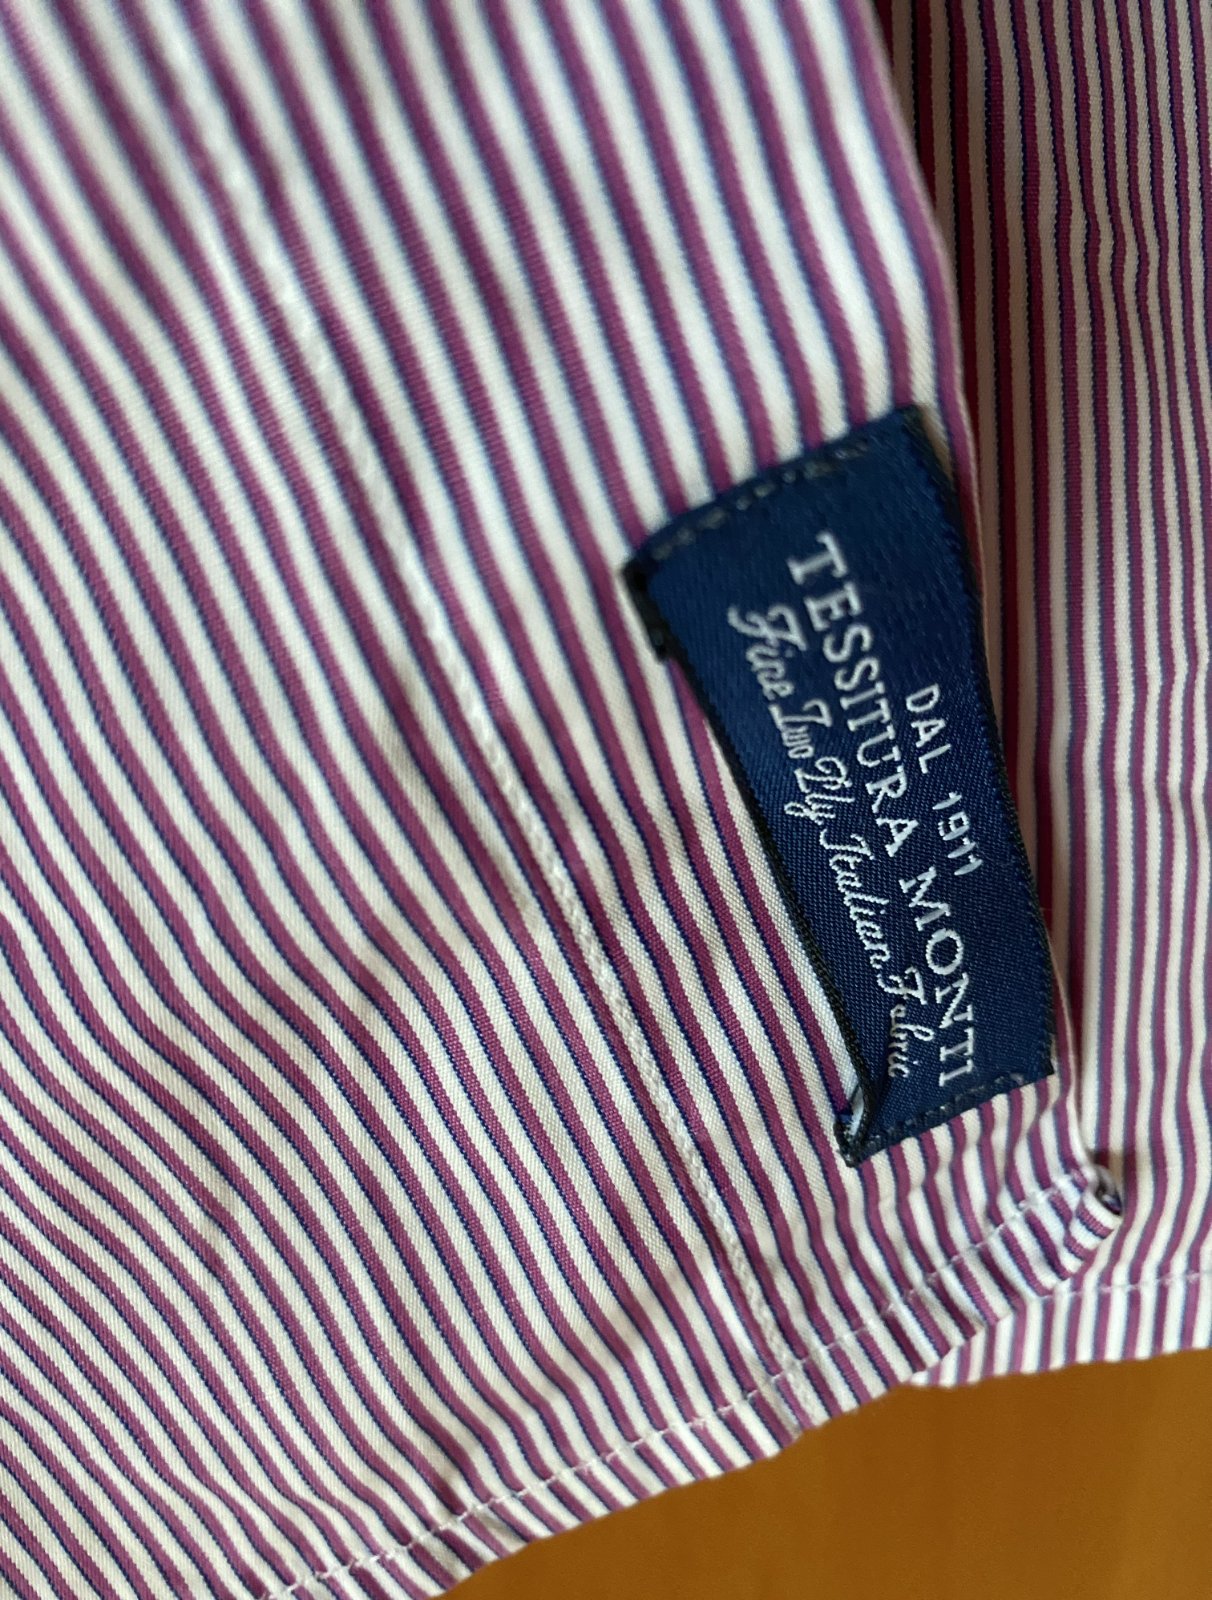 DAL 1911
TESSITURA MONTI
Fine Two Ply Italian Fabric